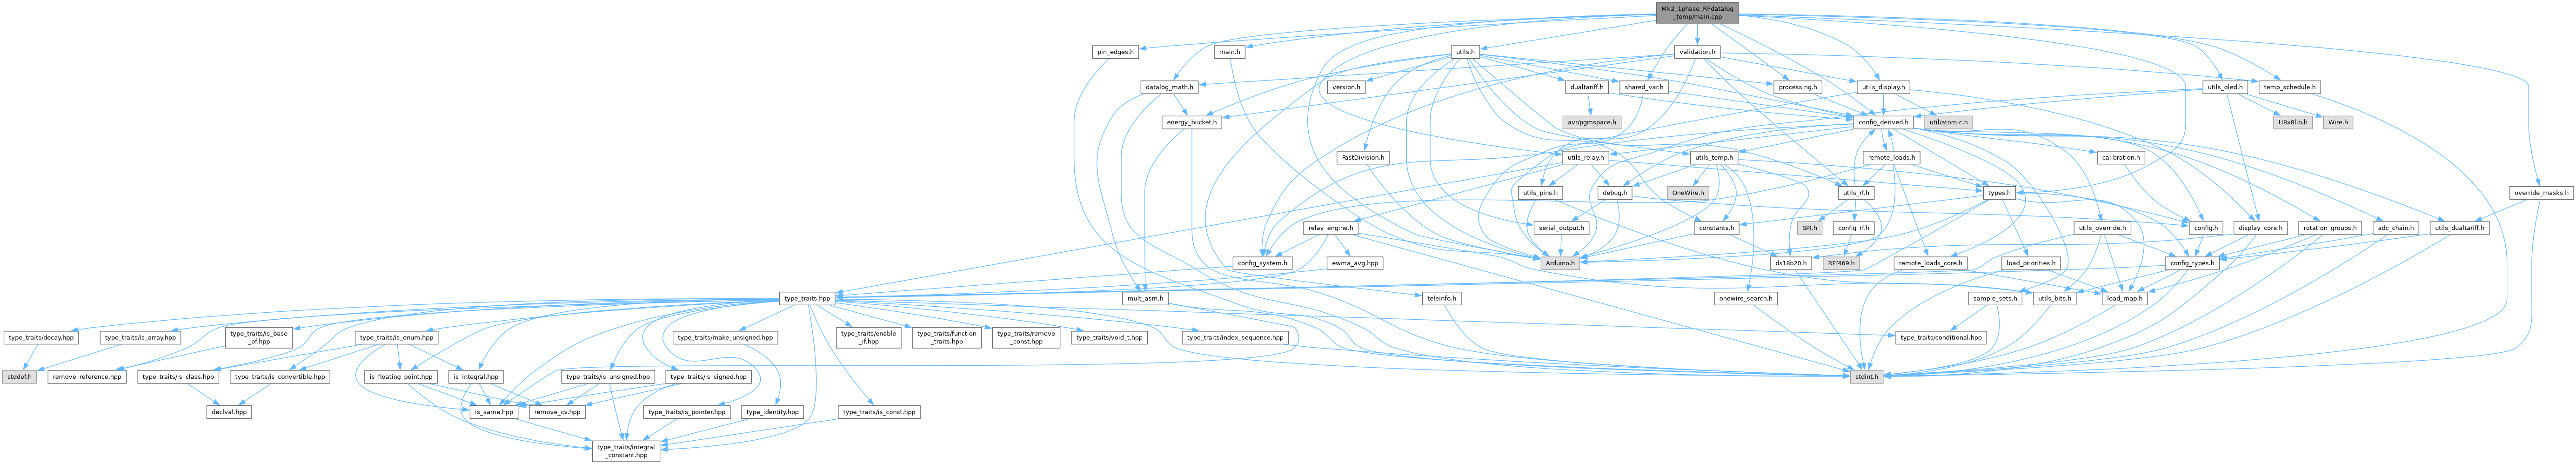 Mk2_1phase_RFdatalog
_temp/main.cpp
pin_edges.h
main.h
utils.h
validation.h
datalog_math.h
version.h
dualtariff.h
shared_var.h
processing.h
utils_display.h
utils_oled.h
temp_schedule.h
energy_bucket.h
avr/pgmspace.h
config_derived.h
util/atomic.h
U8x8lib.h
Wire.h
FastDivision.h
utils_relay.h
utils_temp.h
remote_loads.h
calibration.h
utils_pins.h
debug.h
OneWire.h
utils_rf.h
types.h
override_masks.h
relay_engine.h
serial_output.h
constants.h
SPI.h
config_rf.h
utils_override.h
config.h
display_core.h
rotation_groups.h
adc_chain.h
utils_dualtariff.h
config_system.h
ewma_avg.hpp
Arduino.h
ds18b20.h
RFM69.h
remote_loads_core.h
load_priorities.h
config_types.h
type_traits.hpp
mult_asm.h
teleinfo.h
onewire_search.h
sample_sets.h
utils_bits.h
load_map.h
type_traits/decay.hpp
type_traits/is_array.hpp
type_traits/is_base
_of.hpp
type_traits/is_enum.hpp
type_traits/make_unsigned.hpp
type_traits/enable
_if.hpp
type_traits/function
_traits.hpp
type_traits/remove
_const.hpp
type_traits/void_t.hpp
type_traits/index_sequence.hpp
type_traits/conditional.hpp
stddef.h
remove_reference.hpp
type_traits/is_class.hpp
type_traits/is_convertible.hpp
is_floating_point.hpp
is_integral.hpp
type_traits/is_unsigned.hpp
type_traits/is_signed.hpp
stdint.h
declval.hpp
is_same.hpp
remove_cv.hpp
type_traits/is_pointer.hpp
type_identity.hpp
type_traits/is_const.hpp
type_traits/integral
_constant.hpp